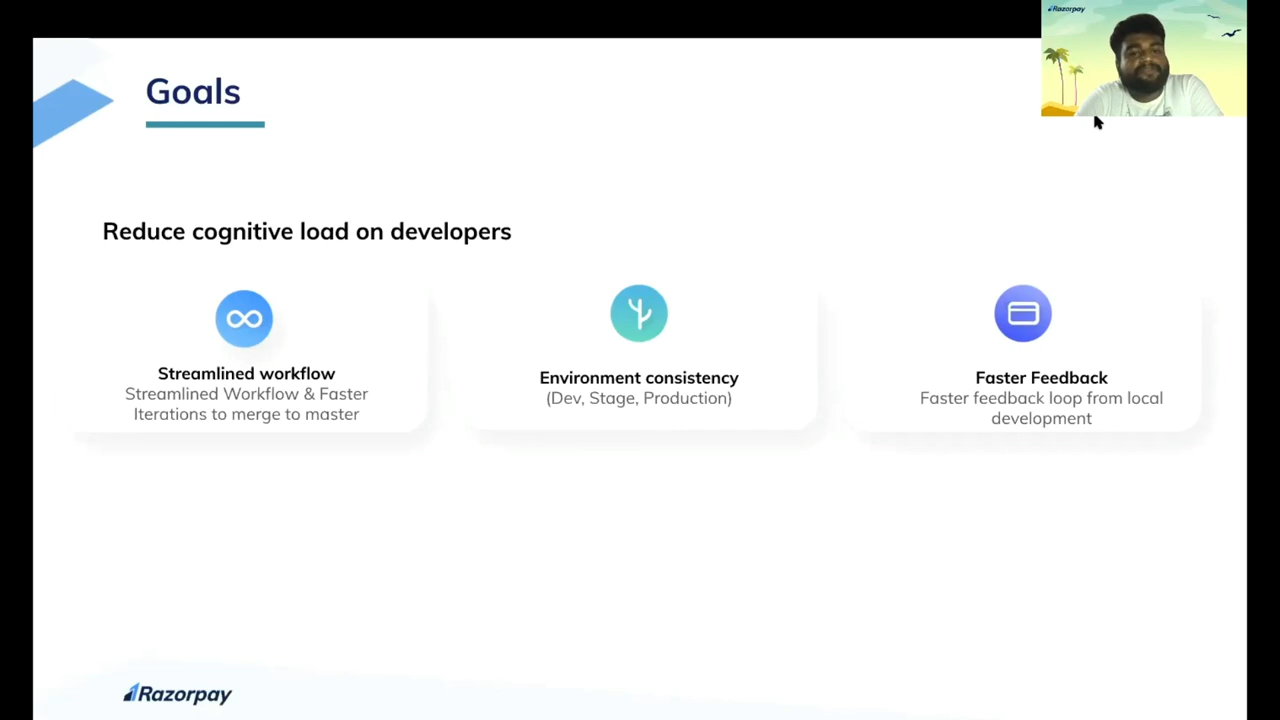 Razorpay
Goals
Reduce cognitive load on developers
Streamlined workflow
Streamlined Workflow & Faster
Iterations to merge to master
Environment consistency
(Dev, Stage, Production)
Faster Feedback
Faster feedback loop from local
development
Razorpay